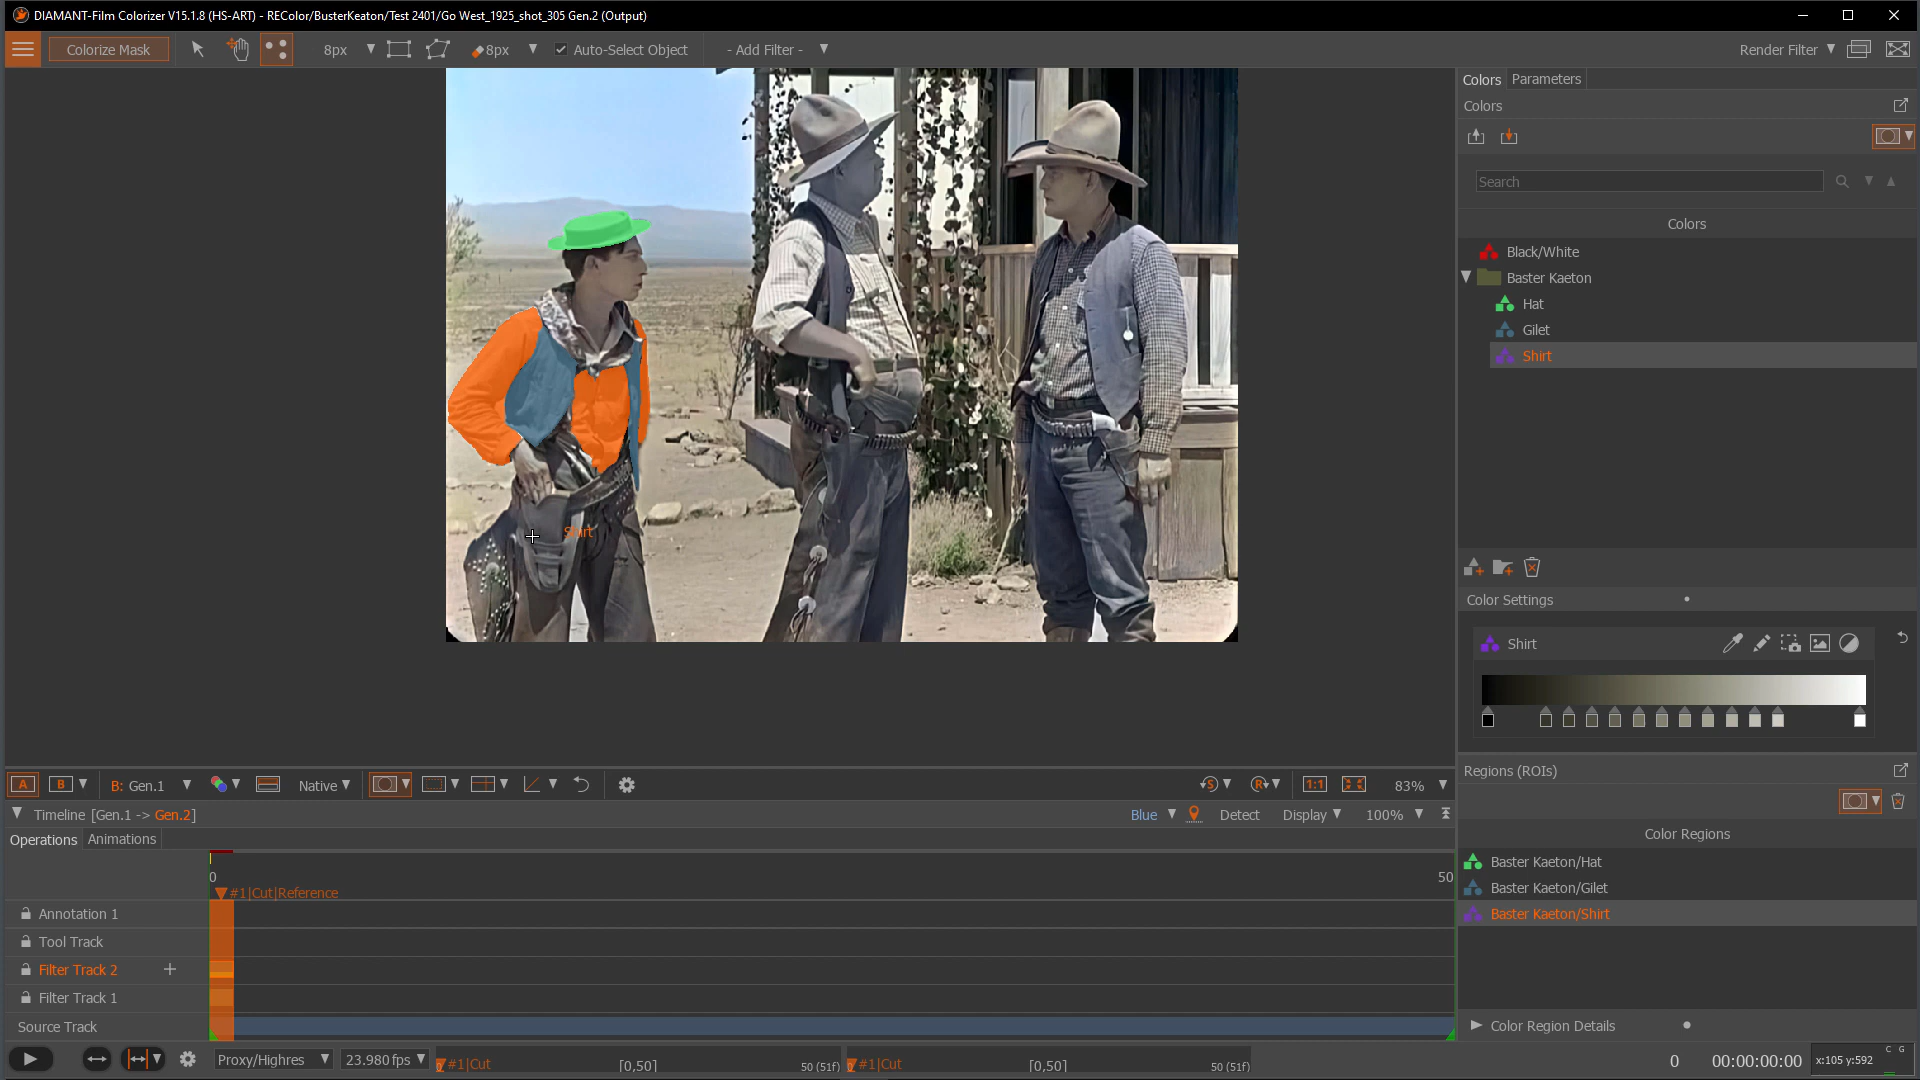 DIAMANT-Film Colorizer V15.1.8 (HS-ART) - REColor/BusterKeaton/Test 2401/Go West_1925_shot_305 Gen.2 (Output)
Colorize Mask 8px 8px Auto-Select Object - Add Filter - Render Filter
Colors Parameters
Colors
Search
Colors
Black/White
Baster Kaeton
Hat
Gilet
Shirt
Shirt
Color Settings
Shirt
A B B: Gen.1 Native S R 1:1 83%
Regions (ROIs)
Timeline [Gen.1 -> Gen.2] Blue Detect Display 100%
Operations Animations
Color Regions
Baster Kaeton/Hat
Baster Kaeton/Gilet
Baster Kaeton/Shirt
0 50
#1|Cut|Reference
Annotation 1
Tool Track
Filter Track 2
Filter Track 1
Source Track
Color Region Details
Proxy/Highres 23.980 fps #1|Cut [0,50] 50 (51f) #1|Cut [0,50] 50 (51f) 0 00:00:00:00 x:105 y:592 C G